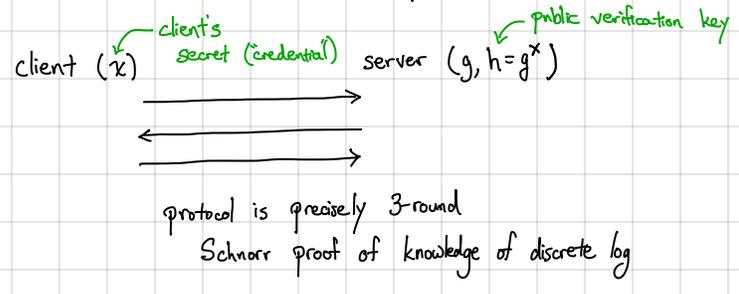 client's
secret ("credential")
public verification key
client (x)
server (g, h=g^x)
protocol is precisely 3-round
Schnorr proof of knowledge of discrete log